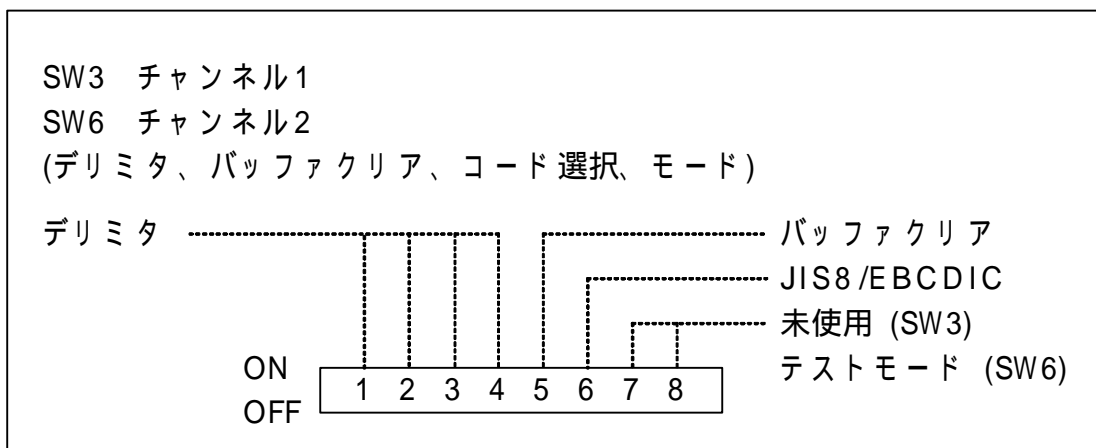 SW3 チャンネル1
SW6 チャンネル2
(デリミタ、バッファクリア、コード選択、モード)
デリミタ
バッファクリア
JIS8/EBCDIC
未使用 (SW3)
テストモード (SW6)
ON
OFF
1 2 3 4 5 6 7 8